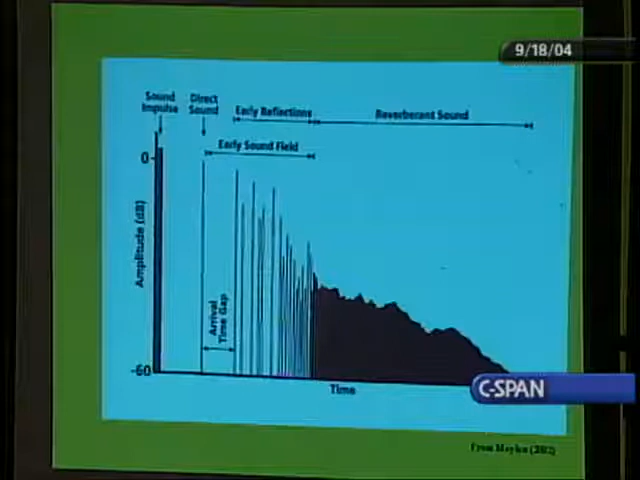 9/18/04
Sound
Impulse
Direct
Sound
Early Reflections
Reverberant Sound
Early Sound Field
0
Amplitude (dB)
Arrival
Time Gap
-60
Time
C-SPAN